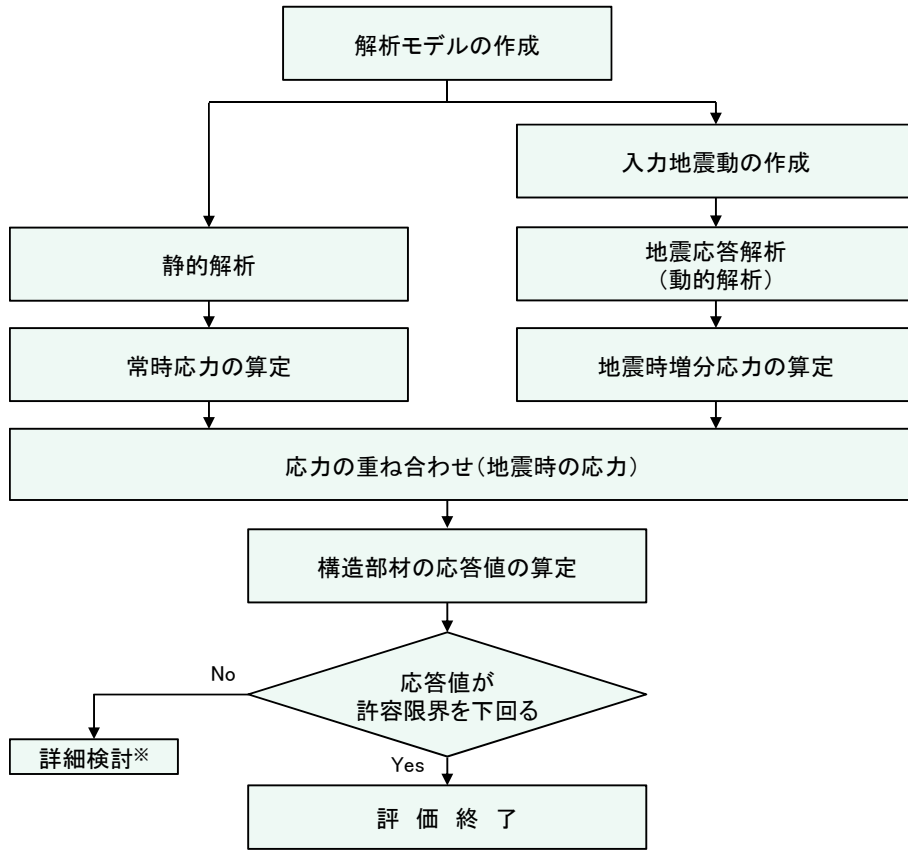 解析モデルの作成
入力地震動の作成
静的解析
地震応答解析
（動的解析）
常時応力の算定
地震時増分応力の算定
応力の重ね合わせ（地震時の応力）
構造部材の応答値の算定
応答値が
許容限界を下回る
No
詳細検討※
Yes
評 価 終 了